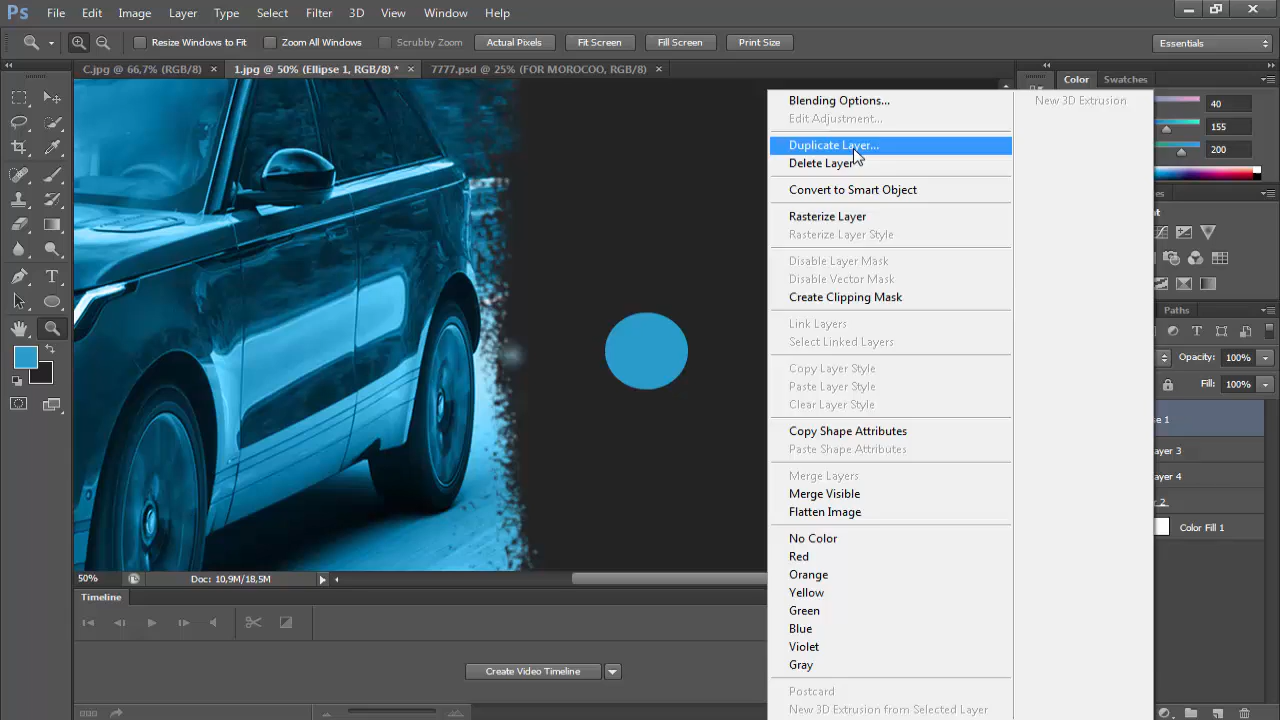 Ps File Edit Image Layer Type Select Filter 3D View Window Help
Resize Windows to Fit Zoom All Windows Scrubby Zoom Actual Pixels Fit Screen Fill Screen Print Size Essentials
C.jpg @ 66,7% (RGB/8) × 1.jpg @ 50% (Ellipse 1, RGB/8) * × 7777.psd @ 25% (FOR MOROCOO, RGB/8) ×
Color Swatches
40
155
200
Paths
Opacity: 100%
Fill: 100%
Color Fill 1
Blending Options...
Edit Adjustment...
Duplicate Layer...
Delete Layer
Convert to Smart Object
Rasterize Layer
Rasterize Layer Style
Disable Layer Mask
Disable Vector Mask
Create Clipping Mask
Link Layers
Select Linked Layers
Copy Layer Style
Paste Layer Style
Clear Layer Style
Copy Shape Attributes
Paste Shape Attributes
Merge Layers
Merge Visible
Flatten Image
No Color
Red
Orange
Yellow
Green
Blue
Violet
Gray
Postcard
New 3D Extrusion from Selected Layer
New 3D Extrusion
50% Doc: 10,9M/18,5M
Timeline
Create Video Timeline